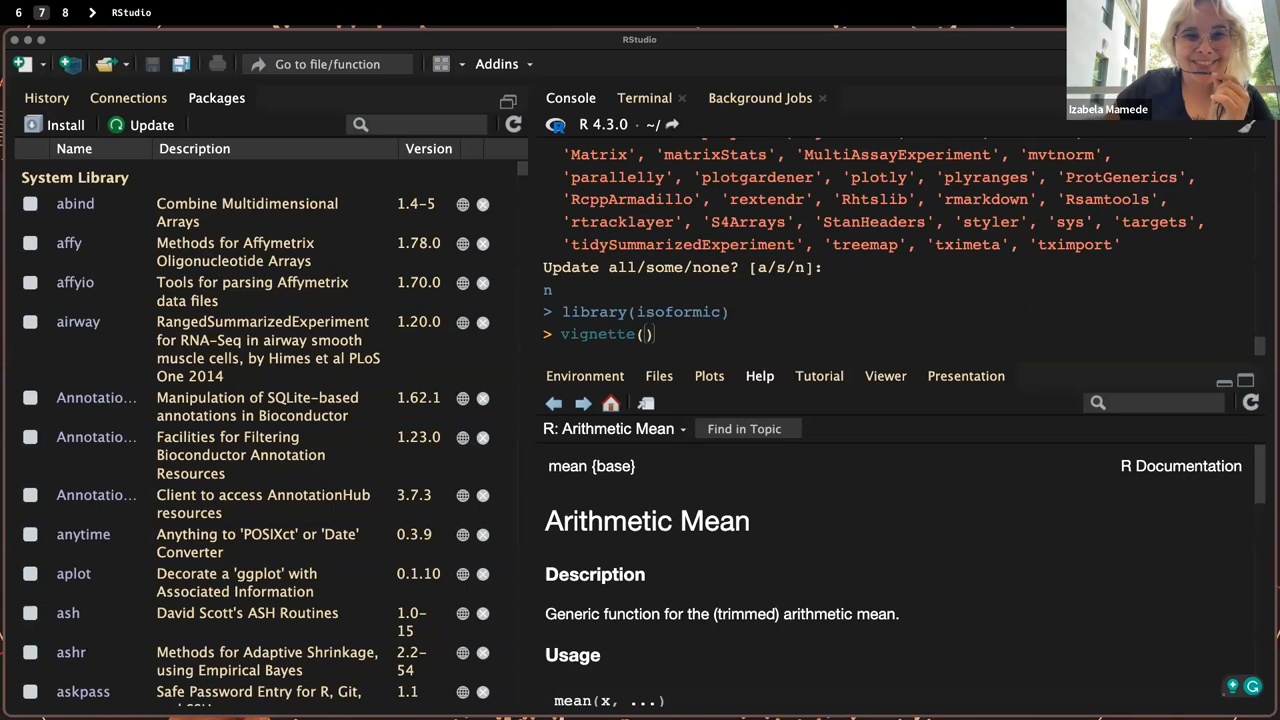 6 7 8 RStudio
RStudio
Go to file/function
Addins
Izabela Mamede
History Connections Packages
Install Update
Name Description Version
System Library
abind Combine Multidimensional Arrays 1.4-5
affy Methods for Affymetrix Oligonucleotide Arrays 1.78.0
affyio Tools for parsing Affymetrix data files 1.70.0
airway RangedSummarizedExperiment for RNA-Seq in airway smooth muscle cells, by Himes et al PLoS One 2014 1.20.0
Annotatio... Manipulation of SQLite-based annotations in Bioconductor 1.62.1
Annotatio... Facilities for Filtering Bioconductor Annotation Resources 1.23.0
Annotatio... Client to access AnnotationHub resources 3.7.3
anytime Anything to 'POSIXct' or 'Date' Converter 0.3.9
aplot Decorate a 'ggplot' with Associated Information 0.1.10
ash David Scott's ASH Routines 1.0-15
ashr Methods for Adaptive Shrinkage, using Empirical Bayes 2.2-54
askpass Safe Password Entry for R, Git, 1.1
Console Terminal Background Jobs
R 4.3.0 · ~/
'Matrix', 'matrixStats', 'MultiAssayExperiment', 'mvtnorm',
'parallelly', 'plotgardener', 'plotly', 'plyranges', 'ProtGenerics',
'RcppArmadillo', 'rextendr', 'Rhtslib', 'rmarkdown', 'Rsamtools',
'rtracklayer', 'S4Arrays', 'StanHeaders', 'styler', 'sys', 'targets',
'tidySummarizedExperiment', 'treemap', 'tximeta', 'tximport'
Update all/some/none? [a/s/n]:
n
> library(isoformic)
> vignette()
Environment Files Plots Help Tutorial Viewer Presentation
R: Arithmetic Mean Find in Topic
mean {base} R Documentation
Arithmetic Mean
Description
Generic function for the (trimmed) arithmetic mean.
Usage
mean(x, ...)